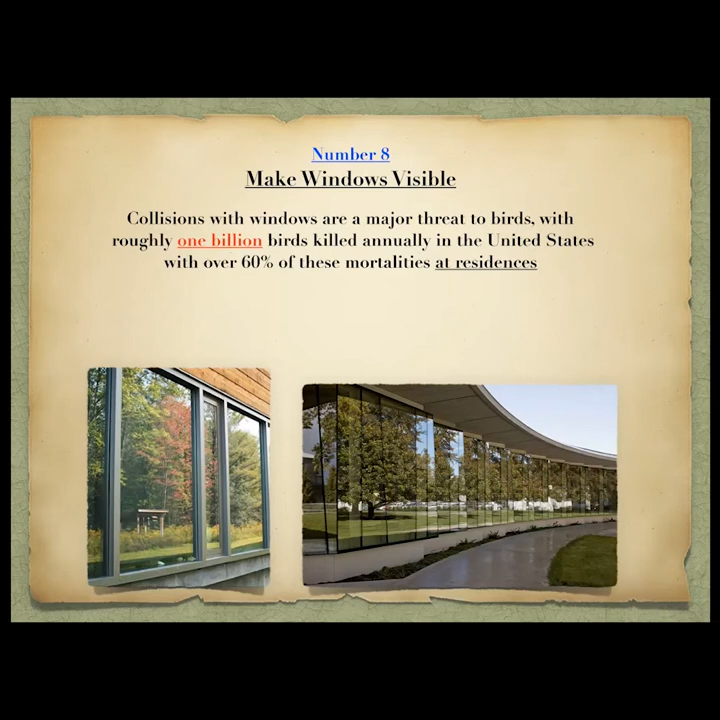 Number 8
Make Windows Visible
Collisions with windows are a major threat to birds, with
roughly one billion birds killed annually in the United States
with over 60% of these mortalities at residences